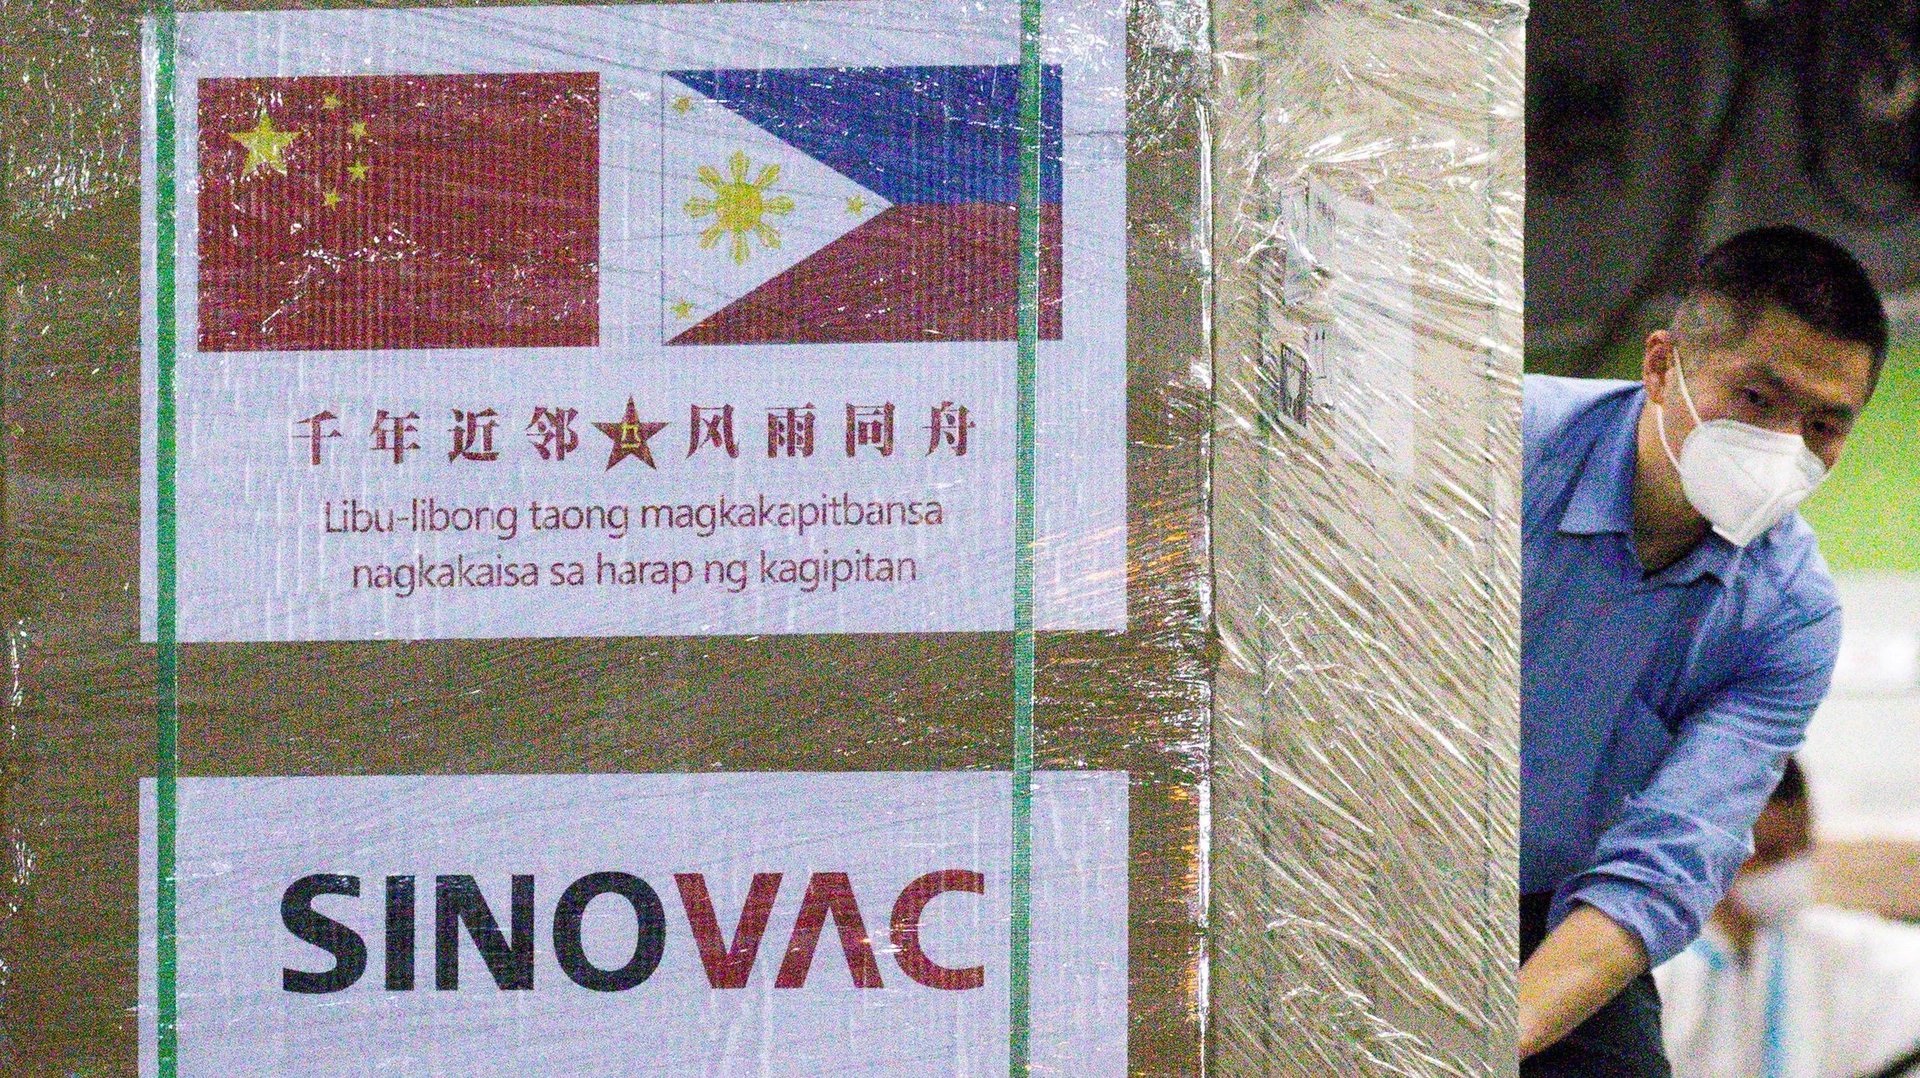 千年近邻★风雨同舟
Libu-libong taong magkakapitbansa
nagkakaisa sa harap ng kagipitan
SINOVAC